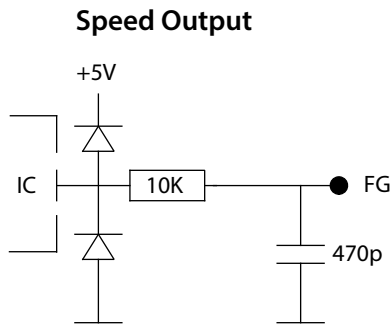 Speed Output
+5V
IC
10K
FG
470p